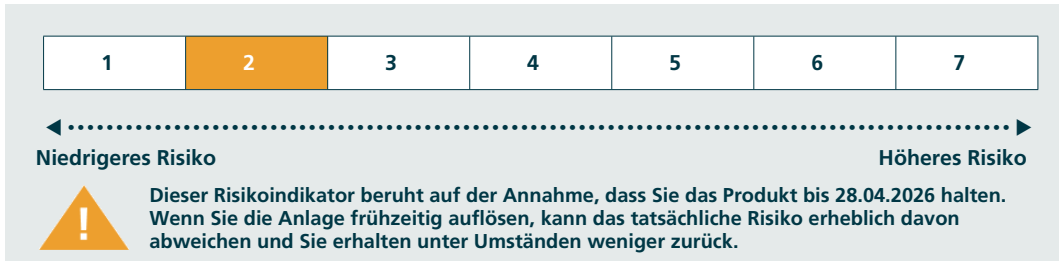 1 2 3 4 5 6 7
Niedrigeres Risiko Höheres Risiko
! Dieser Risikoindikator beruht auf der Annahme, dass Sie das Produkt bis 28.04.2026 halten.
Wenn Sie die Anlage frühzeitig auflösen, kann das tatsächliche Risiko erheblich davon
abweichen und Sie erhalten unter Umständen weniger zurück.